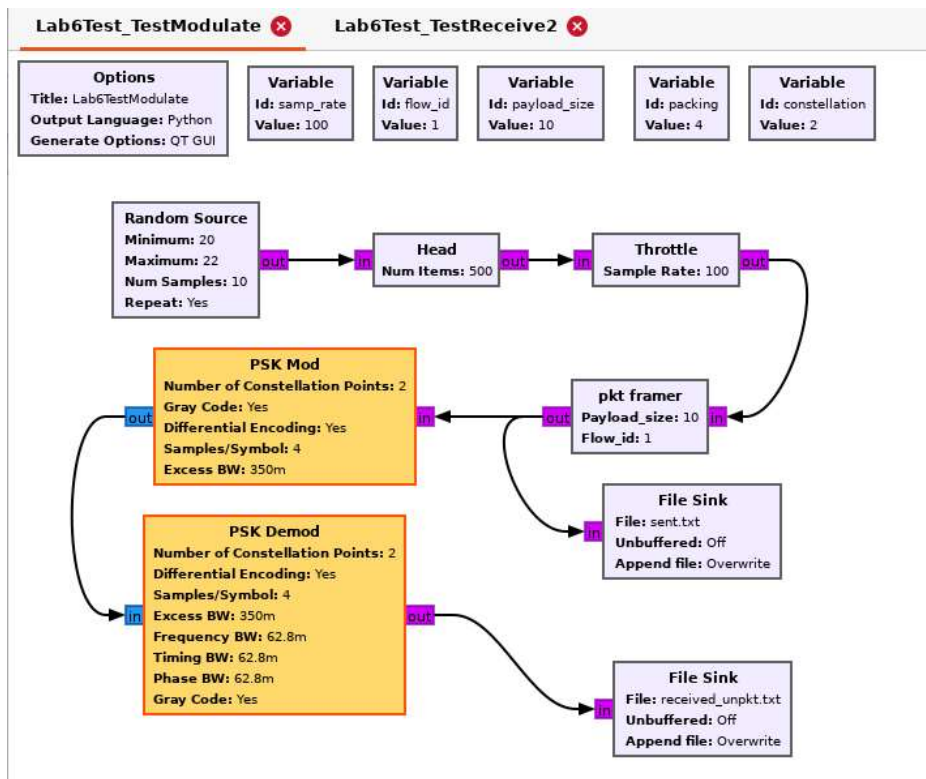 Lab6Test_TestModulate
Lab6Test_TestReceive2
Options
Title: Lab6TestModulate
Output Language: Python
Generate Options: QT GUI
Variable
Id: samp_rate
Value: 100
Variable
Id: flow_id
Value: 1
Variable
Id: payload_size
Value: 10
Variable
Id: packing
Value: 4
Variable
Id: constellation
Value: 2
Random Source
Minimum: 20
Maximum: 22
Num Samples: 10
Repeat: Yes
out
in
Head
Num Items: 500
out
in
Throttle
Sample Rate: 100
out
PSK Mod
Number of Constellation Points: 2
Gray Code: Yes
Differential Encoding: Yes
Samples/Symbol: 4
Excess BW: 350m
out
in
pkt framer
Payload_size: 10
Flow_id: 1
out
in
File Sink
File: sent.txt
Unbuffered: Off
Append file: Overwrite
in
PSK Demod
Number of Constellation Points: 2
Differential Encoding: Yes
Samples/Symbol: 4
Excess BW: 350m
Frequency BW: 62.8m
Timing BW: 62.8m
Phase BW: 62.8m
Gray Code: Yes
in
out
File Sink
File: received_unpkt.txt
Unbuffered: Off
Append file: Overwrite
in